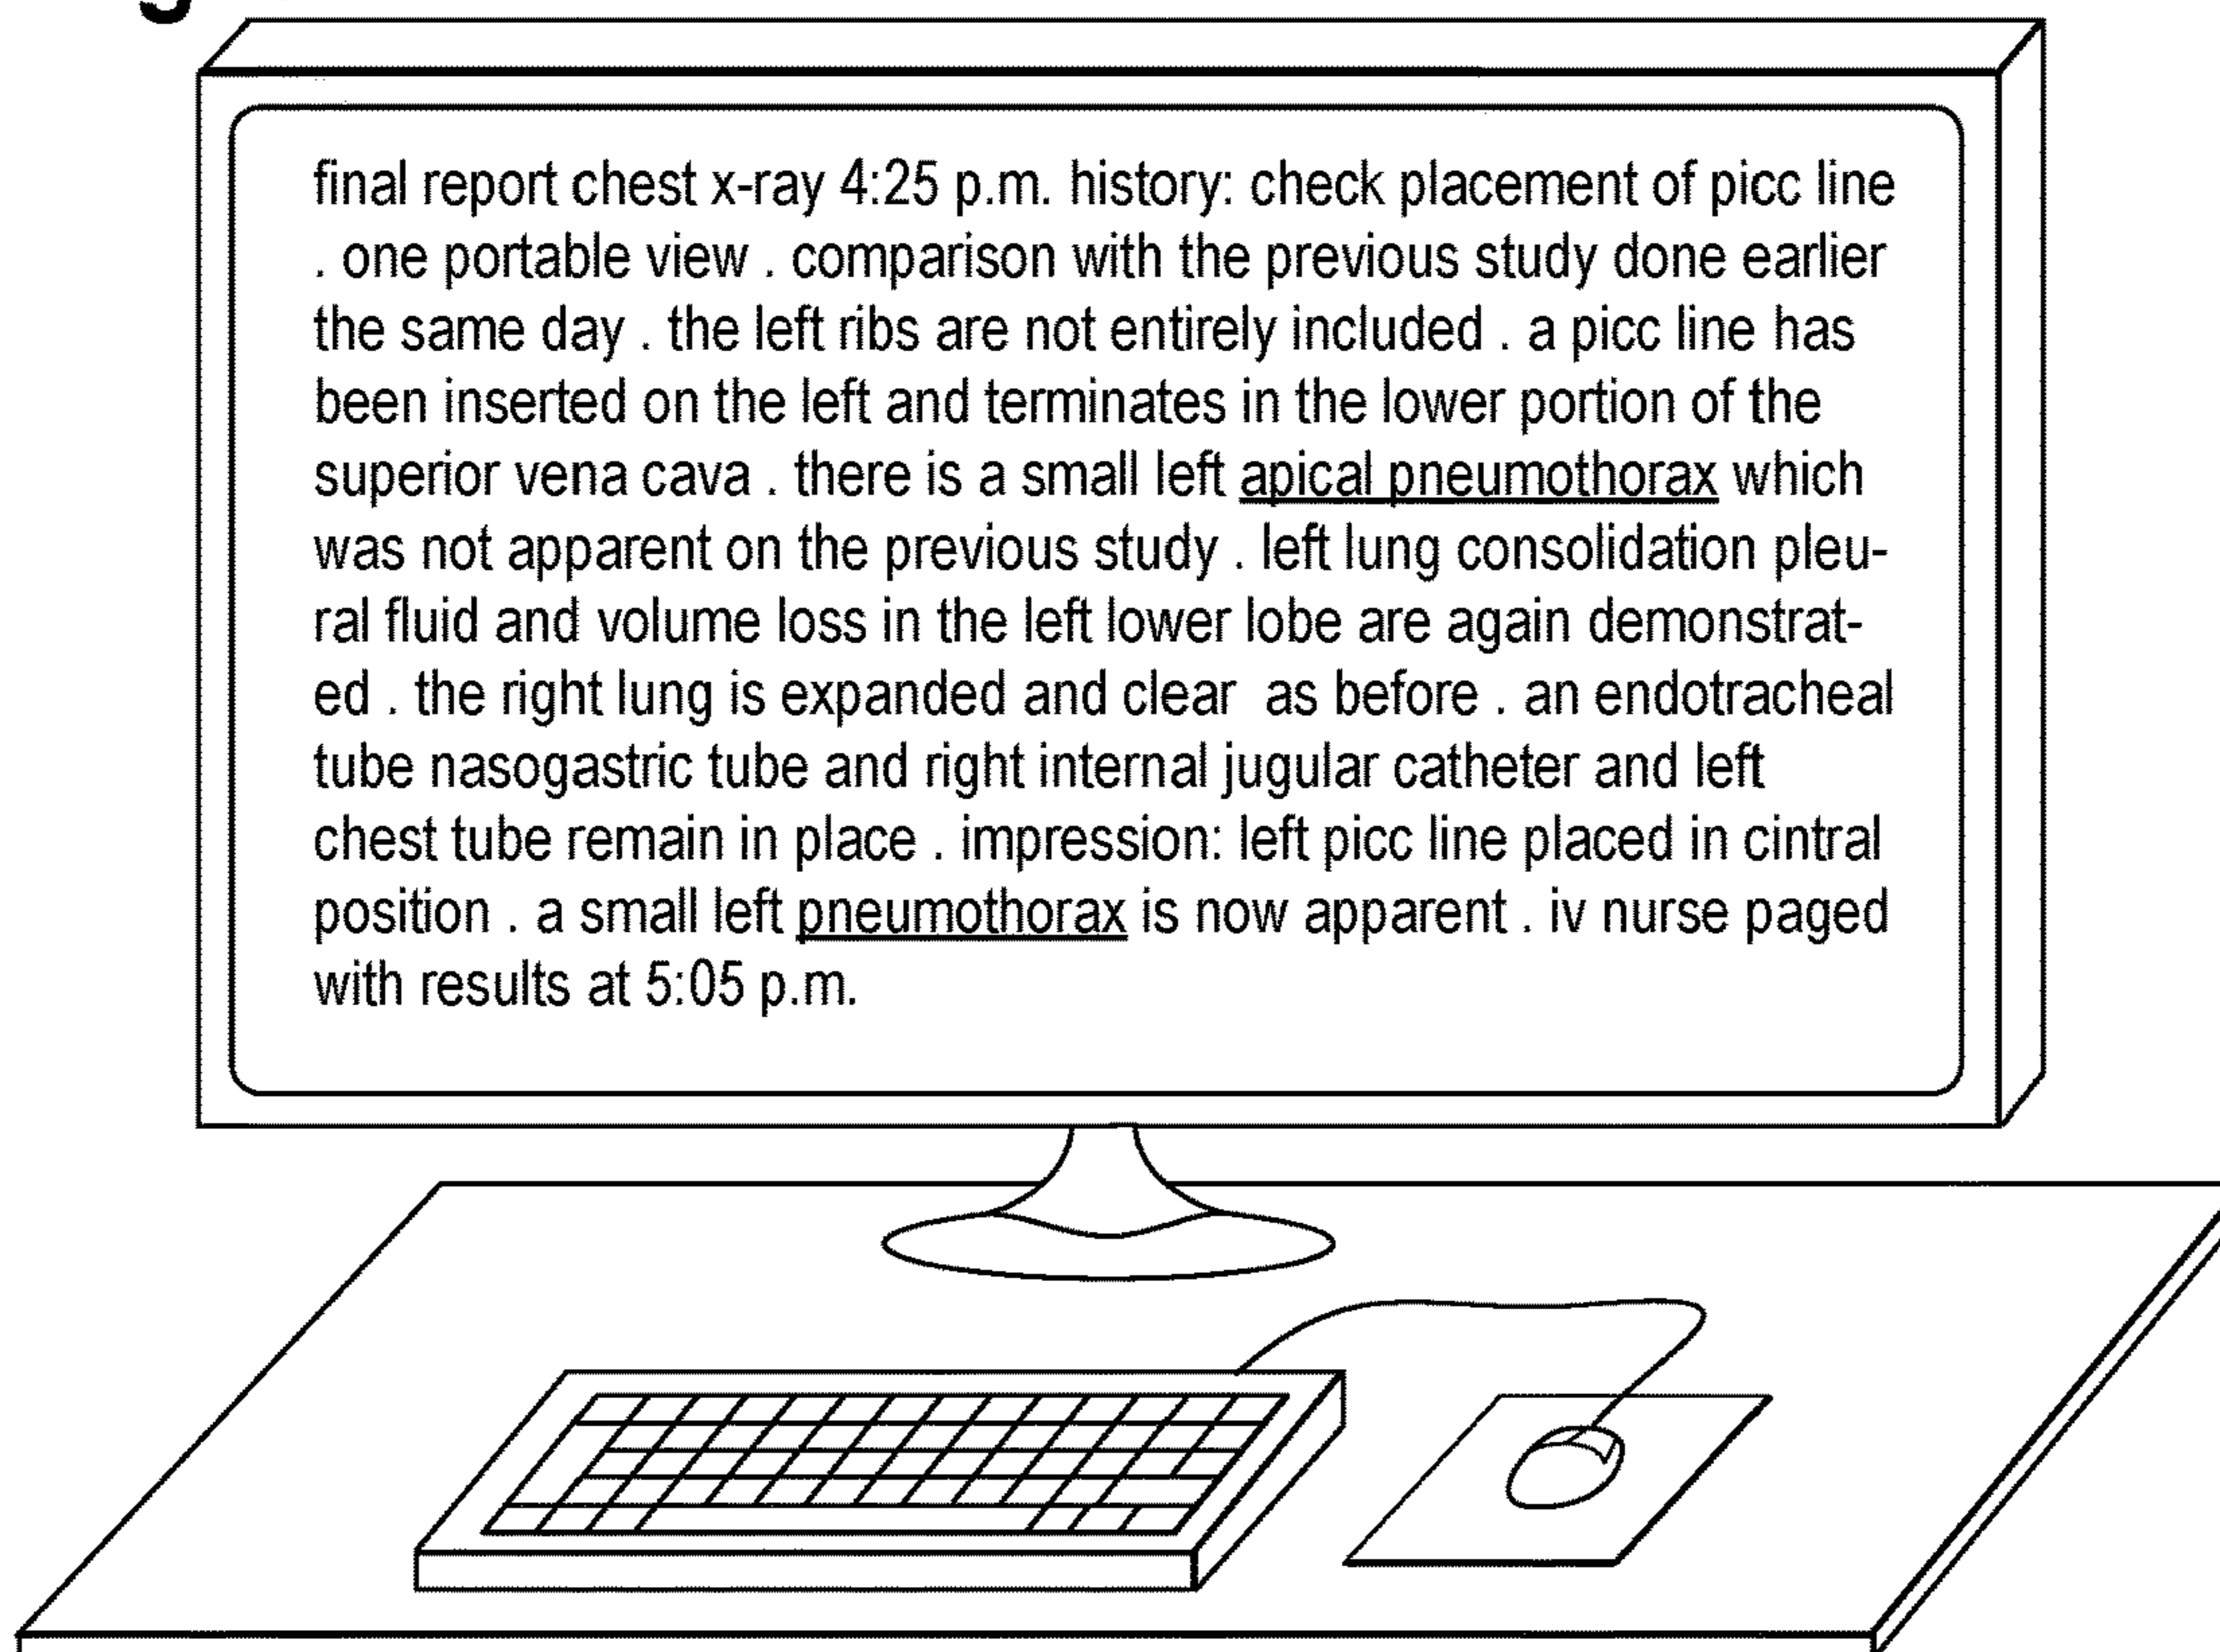 final report chest x-ray 4:25 p.m. history: check placement of picc line
. one portable view . comparison with the previous study done earlier
the same day . the left ribs are not entirely included . a picc line has
been inserted on the left and terminates in the lower portion of the
superior vena cava . there is a small left apical pneumothorax which
was not apparent on the previous study . left lung consolidation pleu-
ral fluid and volume loss in the left lower lobe are again demonstrat-
ed . the right lung is expanded and clear  as before . an endotracheal
tube nasogastric tube and right internal jugular catheter and left
chest tube remain in place . impression: left picc line placed in cintral
position . a small left pneumothorax is now apparent . iv nurse paged
with results at 5:05 p.m.